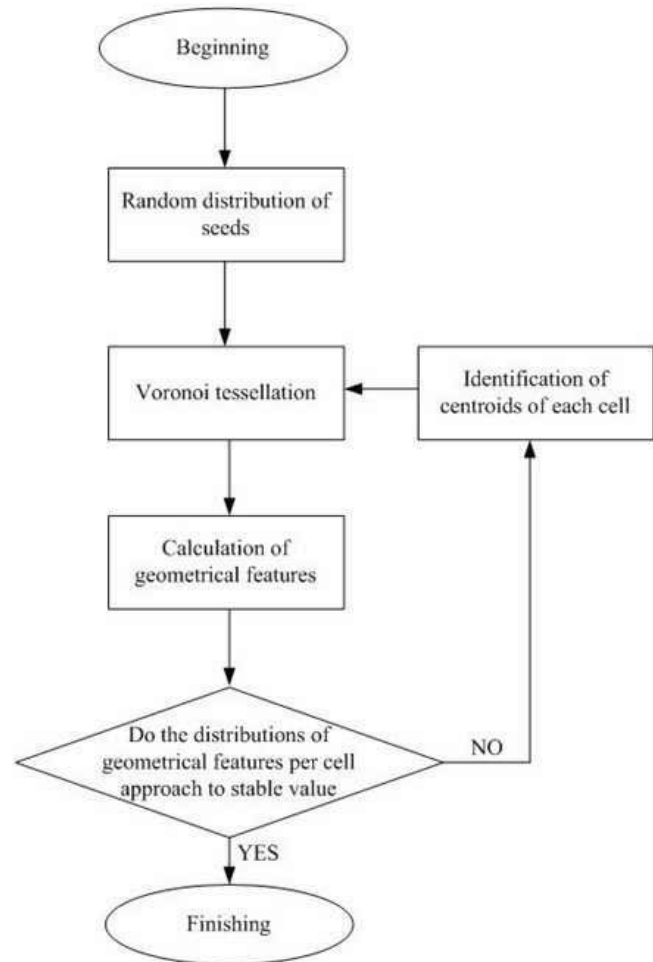 Beginning
Random distribution of
seeds
Voronoi tessellation
Identification of
centroids of each cell
Calculation of
geometrical features
Do the distributions of
geometrical features per cell
approach to stable value
NO
YES
Finishing